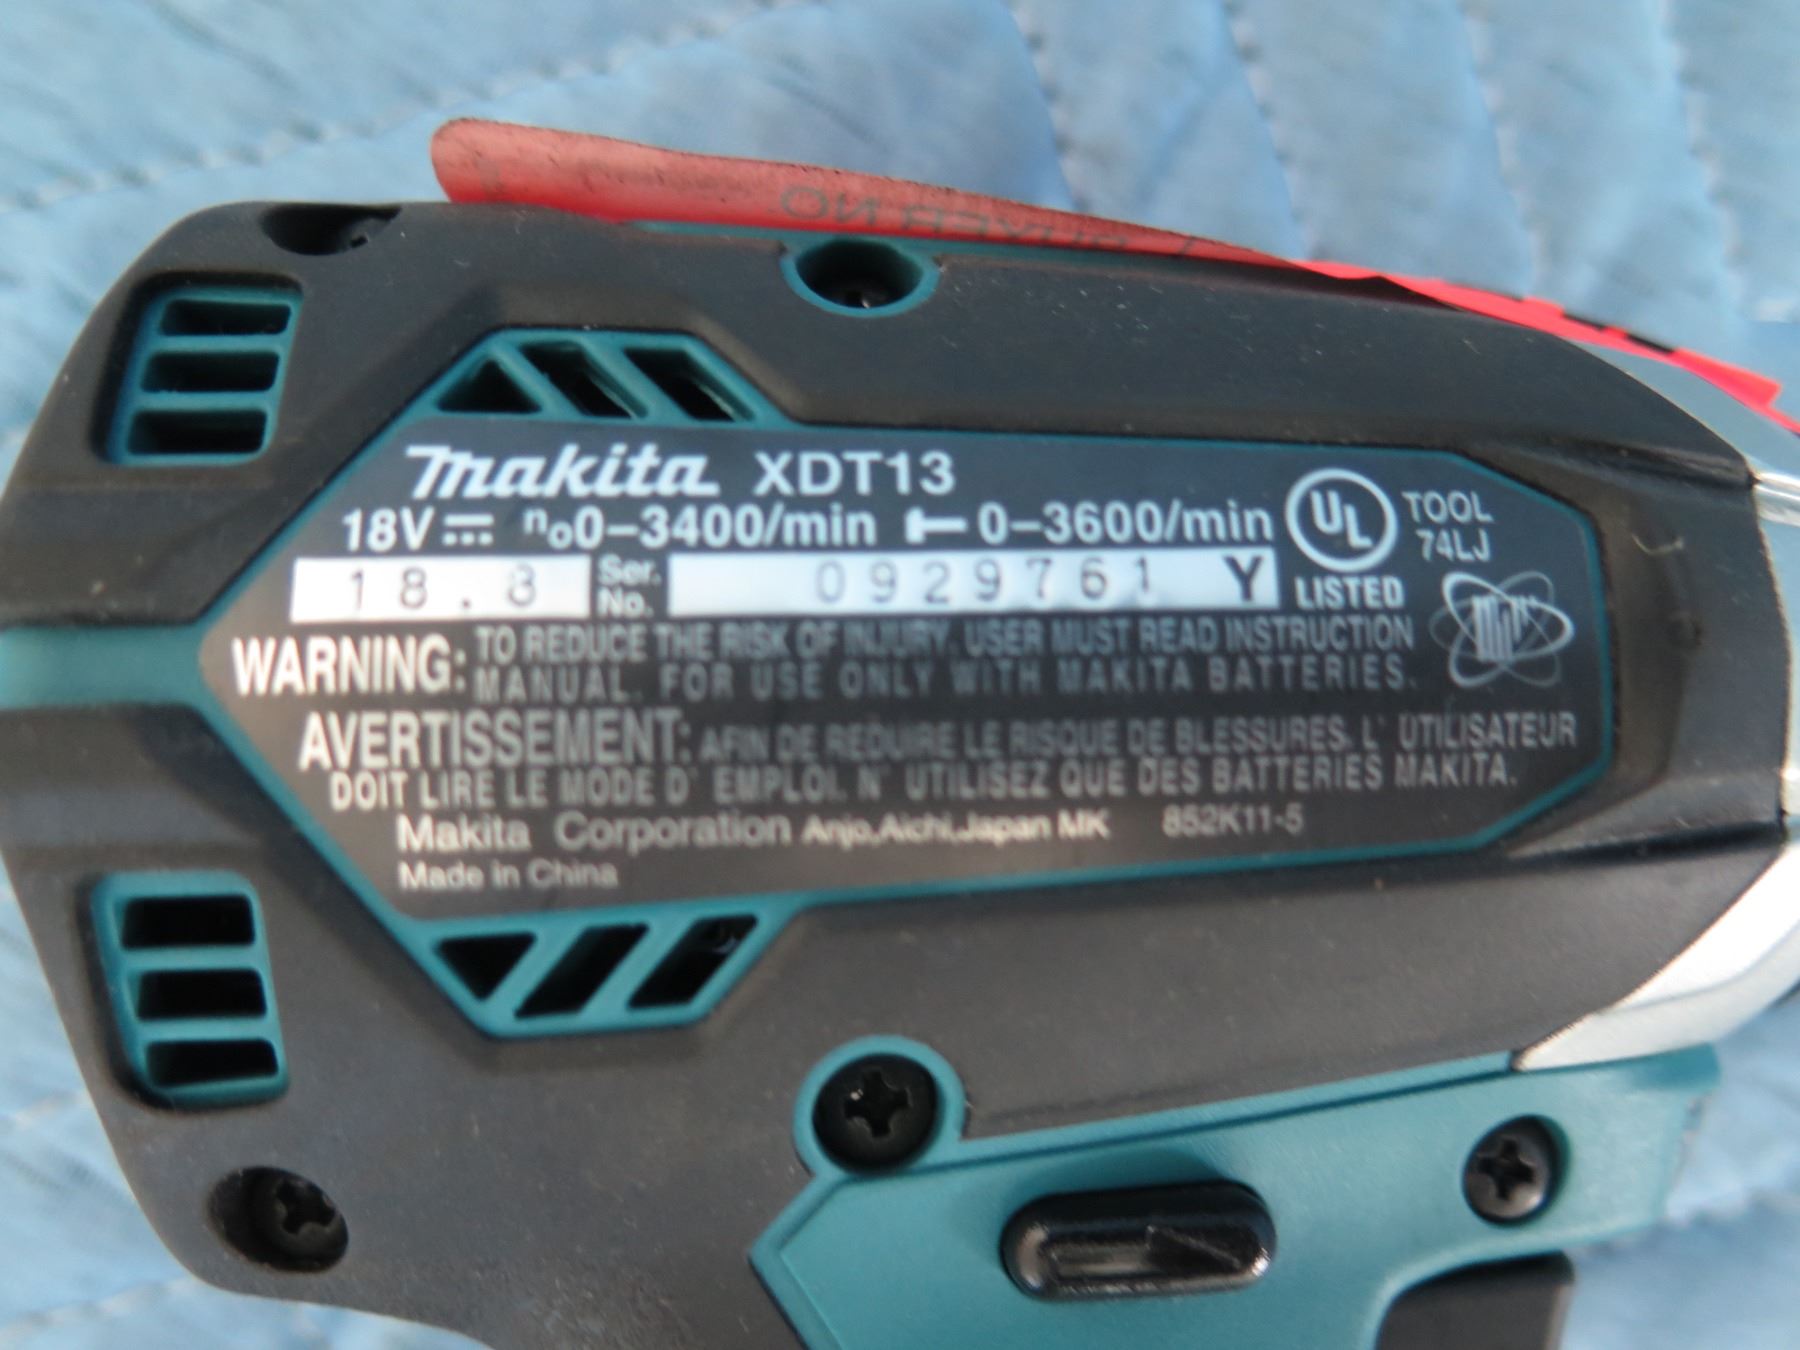 makita XDT13
18V n₀0–3400/min 0–3600/min
UL
LISTED
TOOL
74LJ
18.8 Ser. No. 0929761 Y
WARNING: TO REDUCE THE RISK OF INJURY. USER MUST READ INSTRUCTION
MANUAL. FOR USE ONLY WITH MAKITA BATTERIES.
AVERTISSEMENT: AFIN DE REDUIRE LE RISQUE DE BLESSURES. L' UTILISATEUR
DOIT LIRE LE MODE D' EMPLOI. N' UTILISEZ QUE DES BATTERIES MAKITA.
Makita Corporation Anjo,Aichi,Japan MK 852K11-5
Made in China